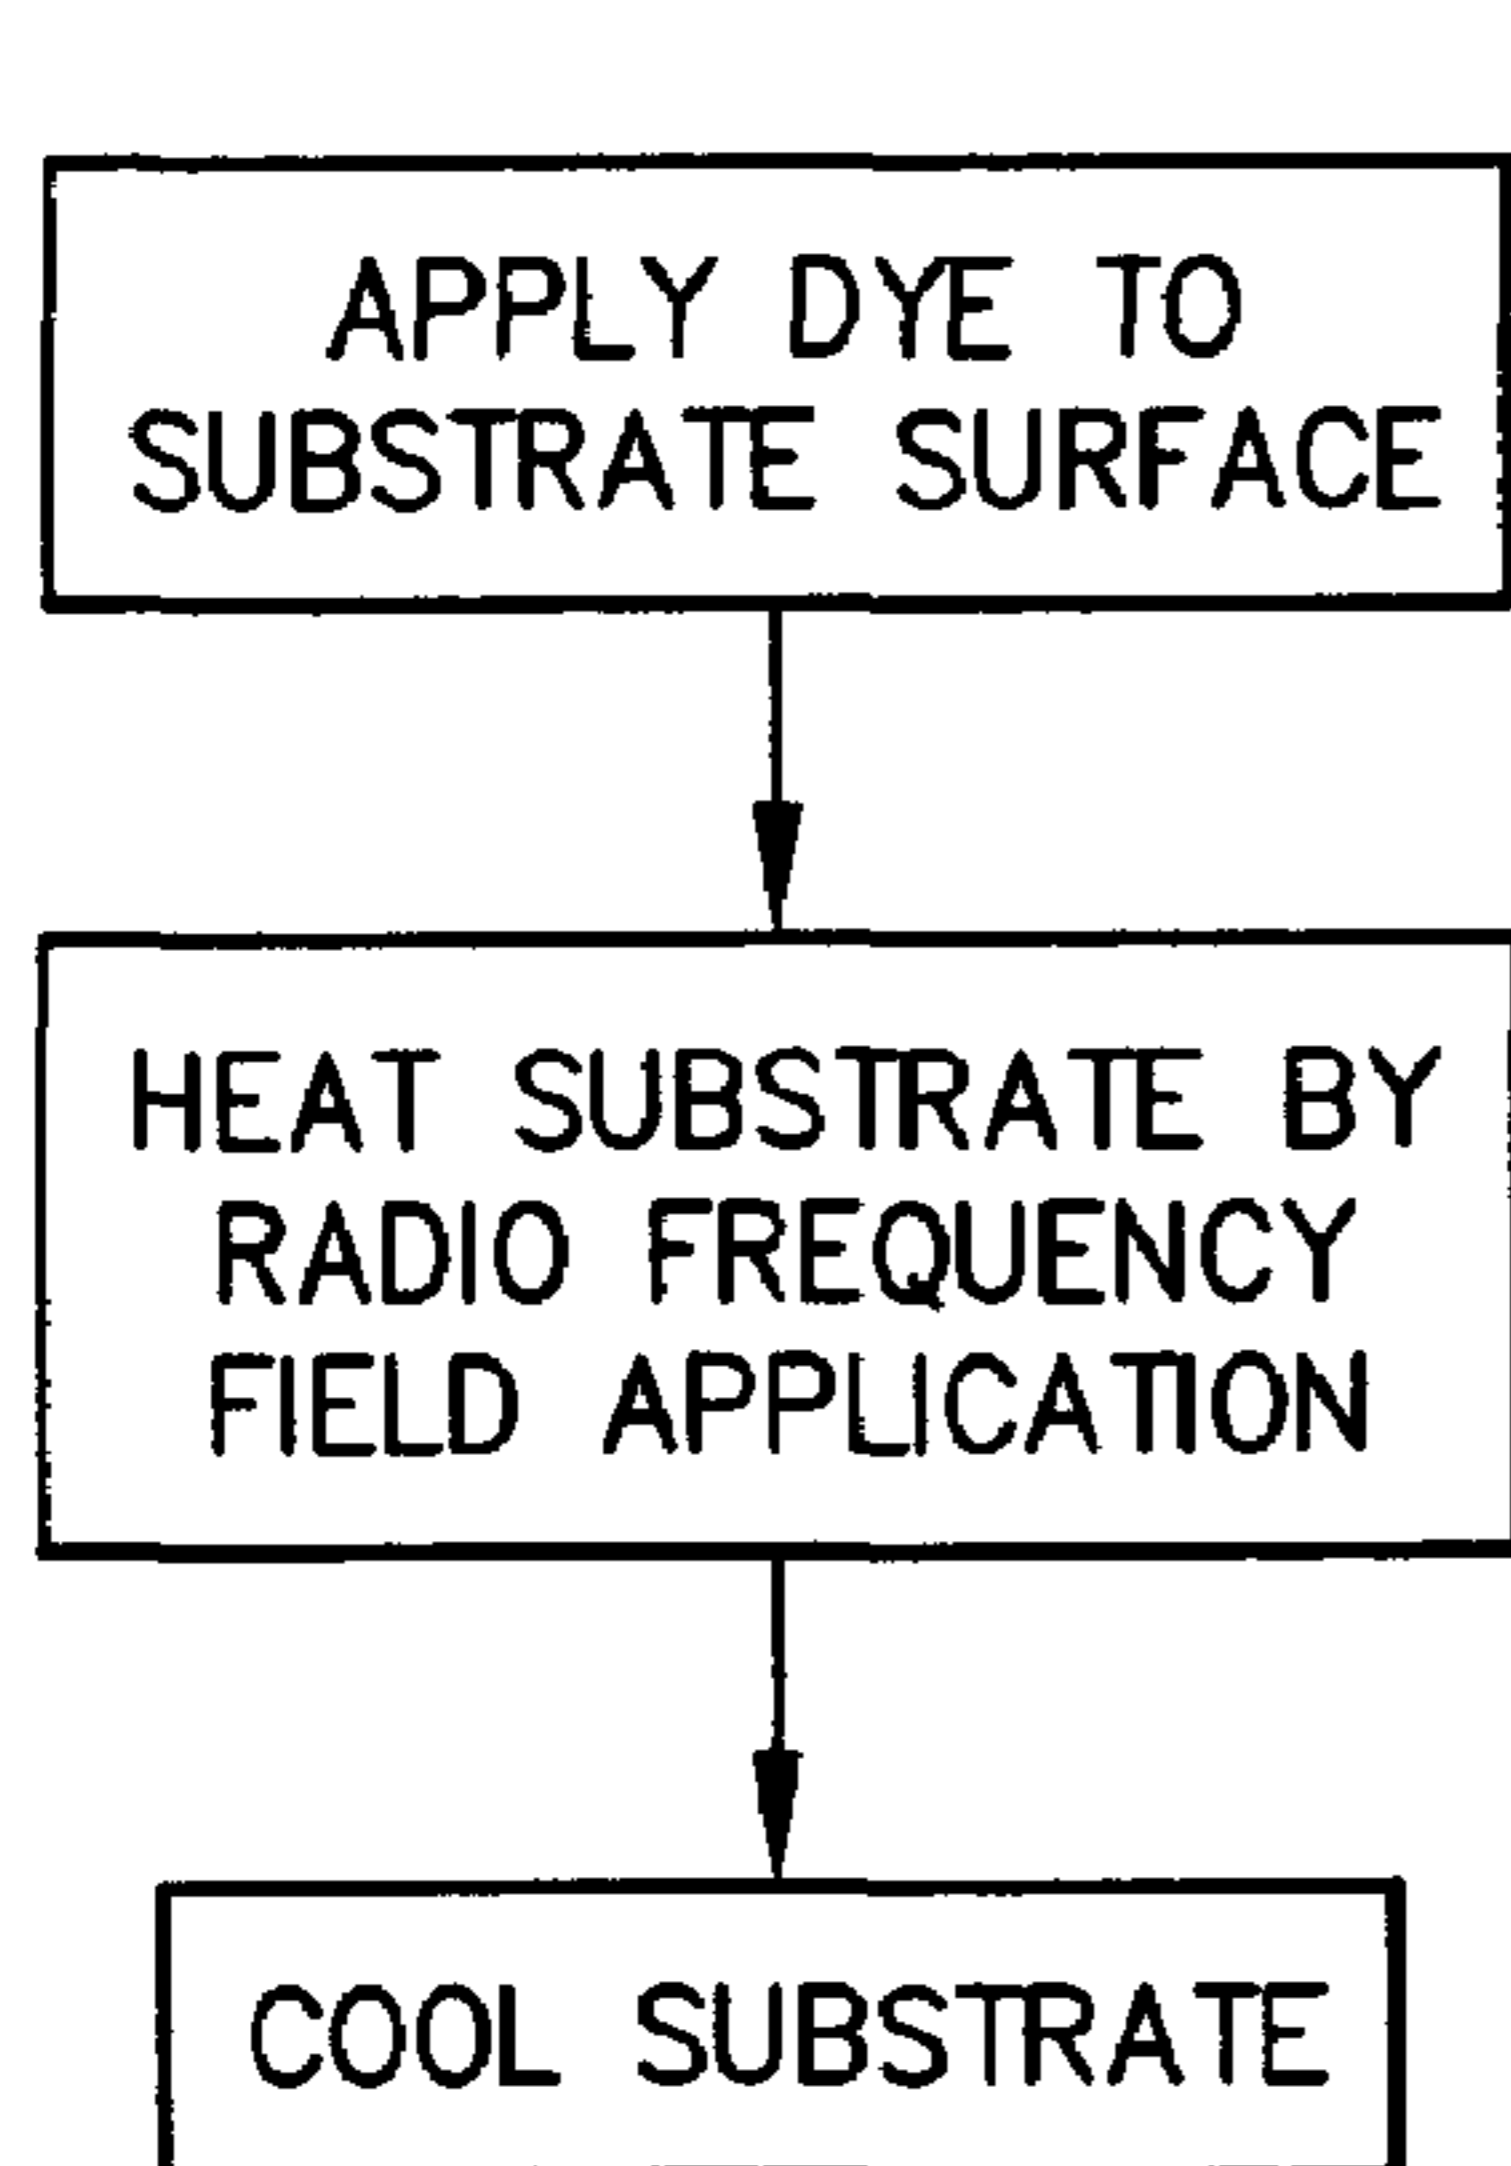 APPLY DYE TO
SUBSTRATE SURFACE
HEAT SUBSTRATE BY
RADIO FREQUENCY
FIELD APPLICATION
COOL SUBSTRATE